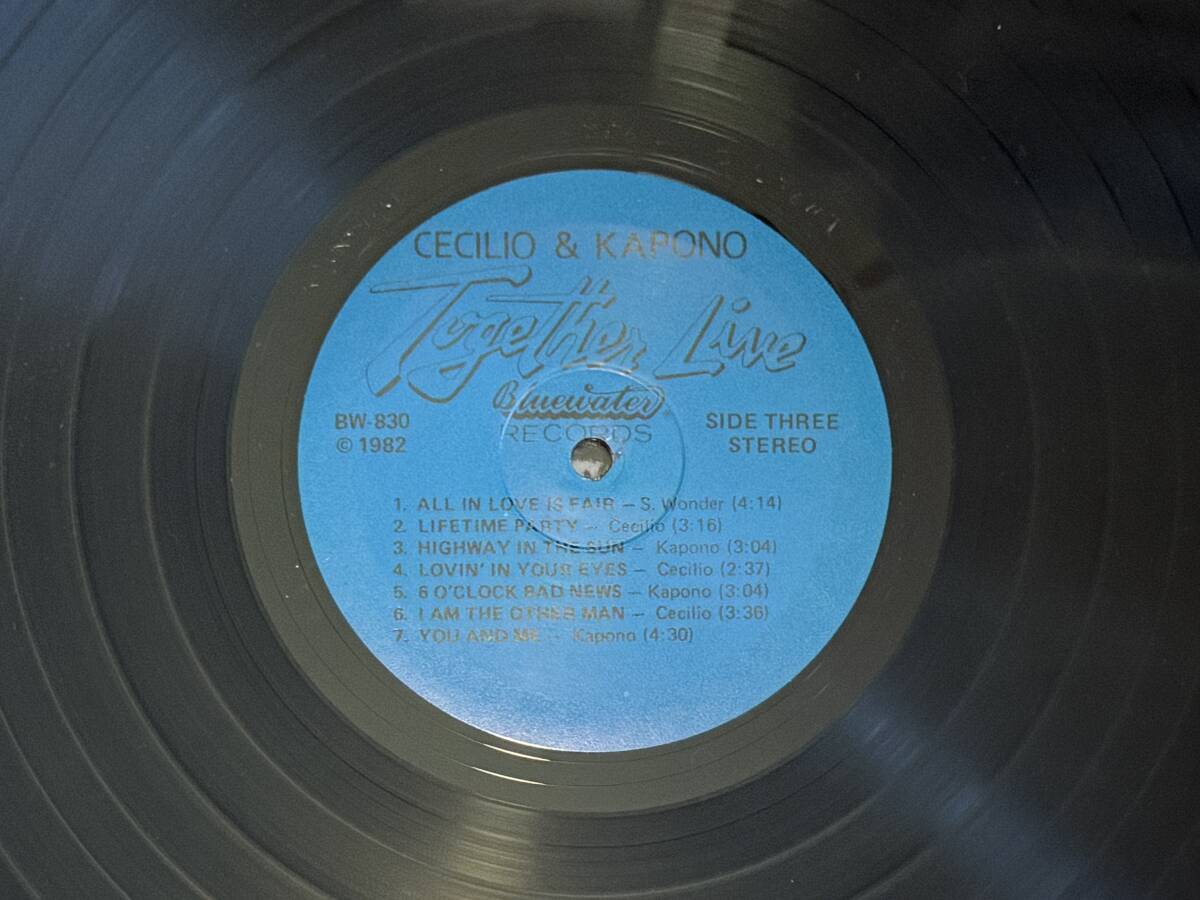 CECILIO & KAPONO
Together Live
Bluewater
RECORDS
BW-830
© 1982
SIDE THREE
STEREO
1. ALL IN LOVE IS FAIR – S. Wonder (4:14)
2. LIFETIME PARTY – Cecilio (3:16)
3. HIGHWAY IN THE SUN – Kapono (3:04)
4. LOVIN' IN YOUR EYES – Cecilio (2:37)
5. 6 O'CLOCK BAD NEWS – Kapono (3:04)
6. I AM THE OTHER MAN – Cecilio (3:36)
7. YOU AND ME – Kapono (4:30)